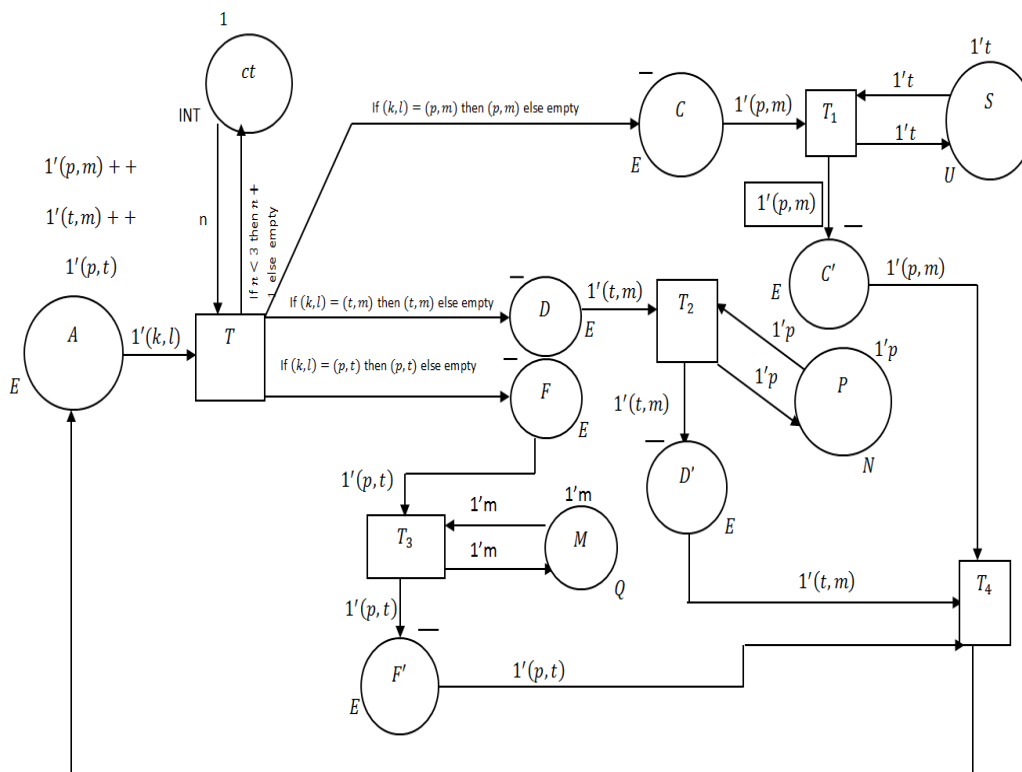 1
ct
INT
n
If n < 3 then n +
1 else empty
1′(p, m) + +
1′(t, m) + +
1′(p, t)
A
E
1′(k, l)
T
If (k, l) = (p, m) then (p, m) else empty
C
E
1′(p, m)
T₁
1′t
1′t
1′t
S
U
1′(p, m)
C′
E
1′(p, m)
If (k, l) = (t, m) then (t, m) else empty
D
E
1′(t, m)
T₂
1′p
1′p
1′p
P
N
If (k, l) = (p, t) then (p, t) else empty
F
E
1′(t, m)
D′
E
1′(p, t)
T₃
1′m
1′m
1′m
M
Q
1′(t, m)
T₄
1′(p, t)
F′
E
1′(p, t)